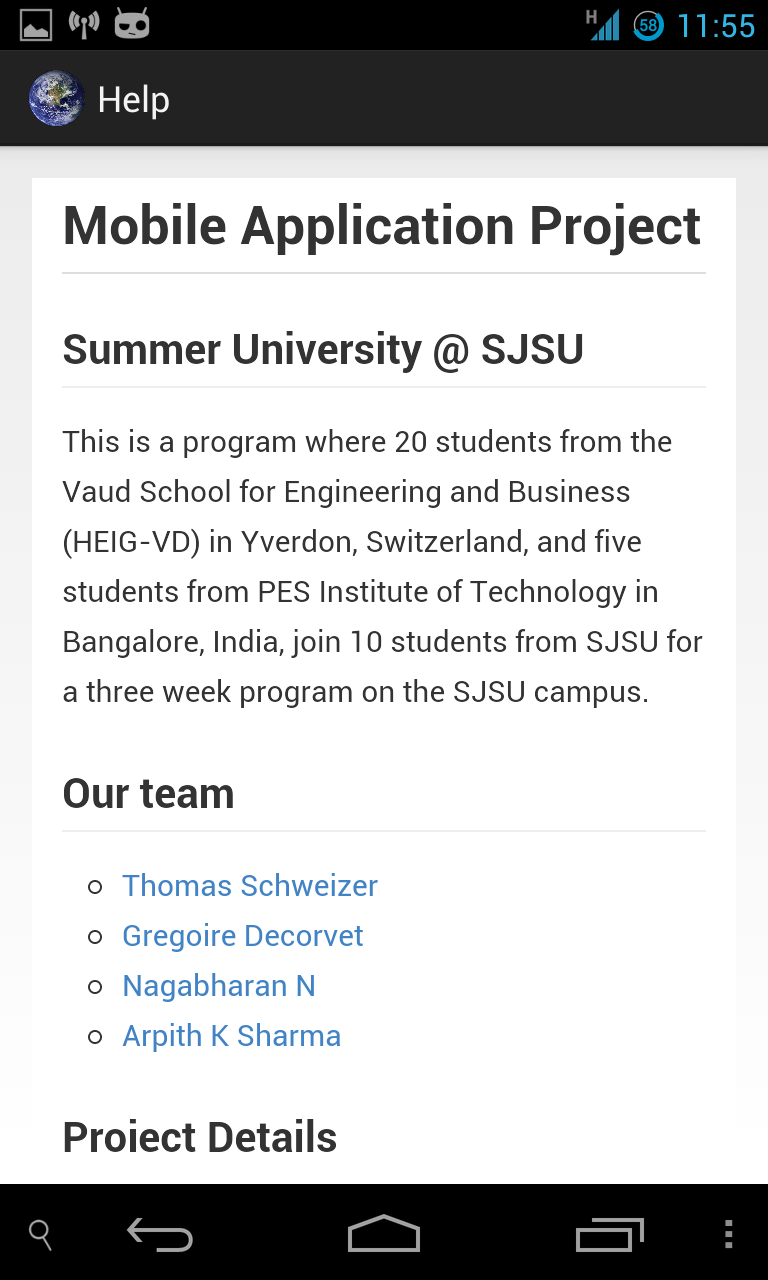 H 58 11:55
Help
Mobile Application Project
Summer University @ SJSU
This is a program where 20 students from the
Vaud School for Engineering and Business
(HEIG-VD) in Yverdon, Switzerland, and five
students from PES Institute of Technology in
Bangalore, India, join 10 students from SJSU for
a three week program on the SJSU campus.
Our team
Thomas Schweizer
Gregoire Decorvet
Nagabharan N
Arpith K Sharma
Project Details